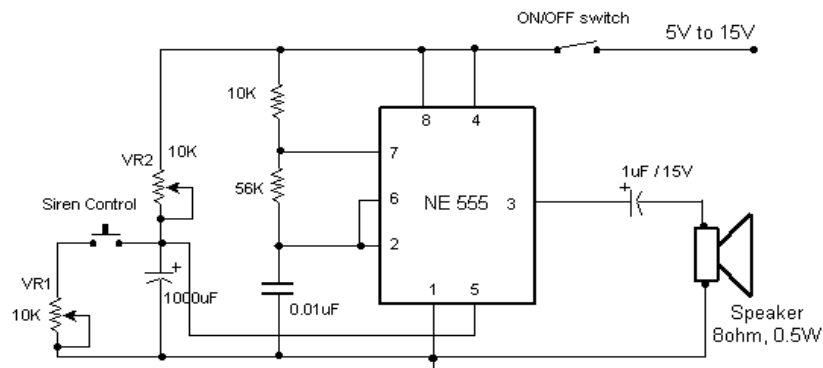 ON/OFF switch
5V to 15V
10K
8
4
10K
VR2
7
1uF / 15V
+
56K
6
NE 555
3
Siren Control
2
+
VR1
1000uF
1
5
10K
0.01uF
Speaker
8ohm, 0.5W